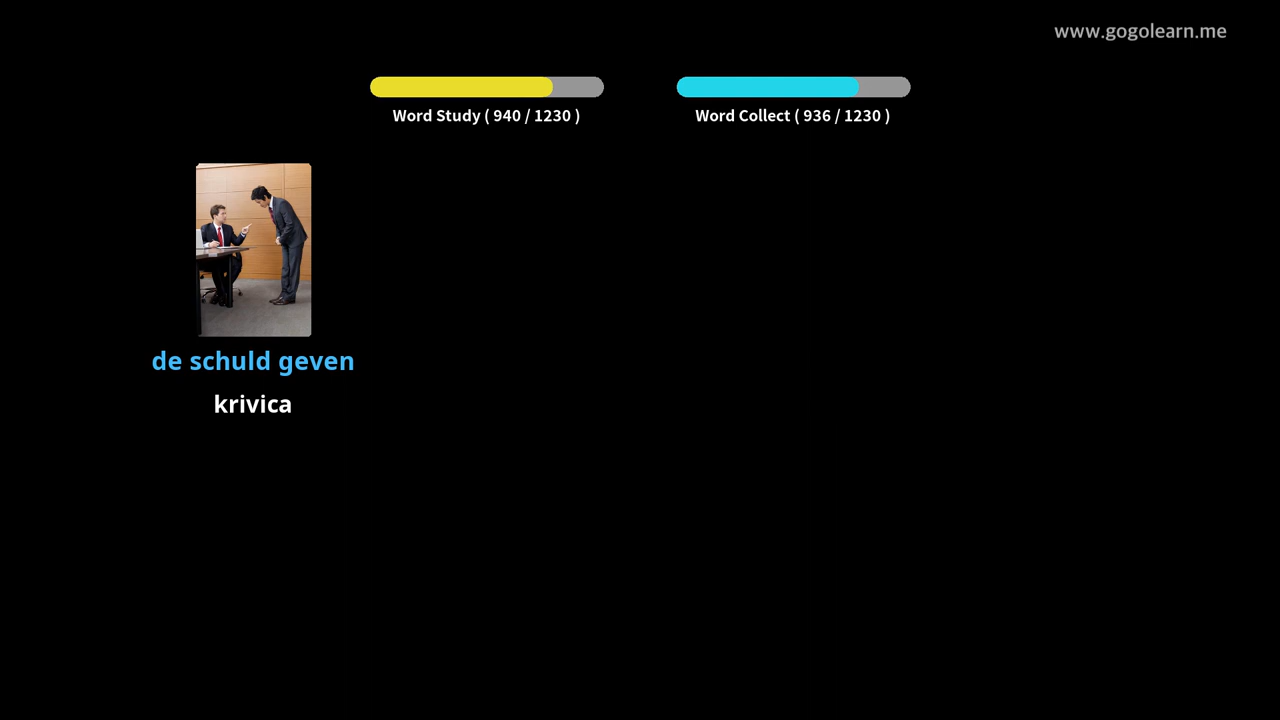 www.gogolearn.me
Word Study ( 940 / 1230 )
Word Collect ( 936 / 1230 )
de schuld geven
krivica